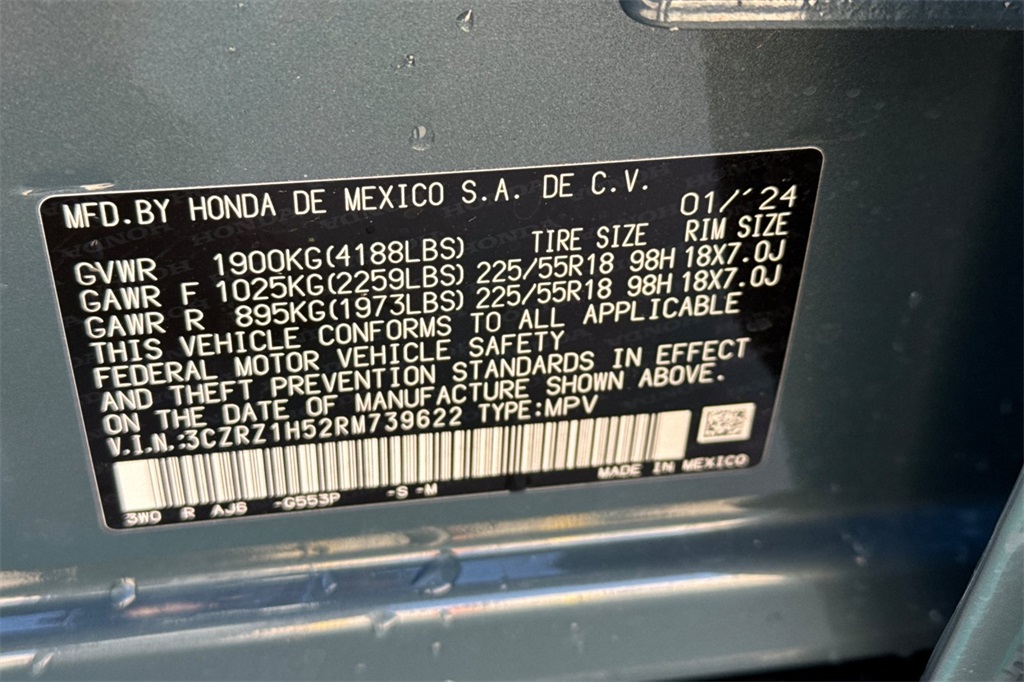 MFD.BY HONDA DE MEXICO S.A. DE C.V. 01/'24
TIRE SIZE RIM SIZE
GVWR 1900KG(4188LBS)
GAWR F 1025KG(2259LBS) 225/55R18 98H 18X7.0J
GAWR R 895KG(1973LBS) 225/55R18 98H 18X7.0J
THIS VEHICLE CONFORMS TO ALL APPLICABLE
FEDERAL MOTOR VEHICLE SAFETY
AND THEFT PREVENTION STANDARDS IN EFFECT
ON THE DATE OF MANUFACTURE SHOWN ABOVE.
V.I.N.:3CZRZ1H52RM739622 TYPE:MPV
MADE IN MEXICO
3W0 R AJB -G553P -S -M